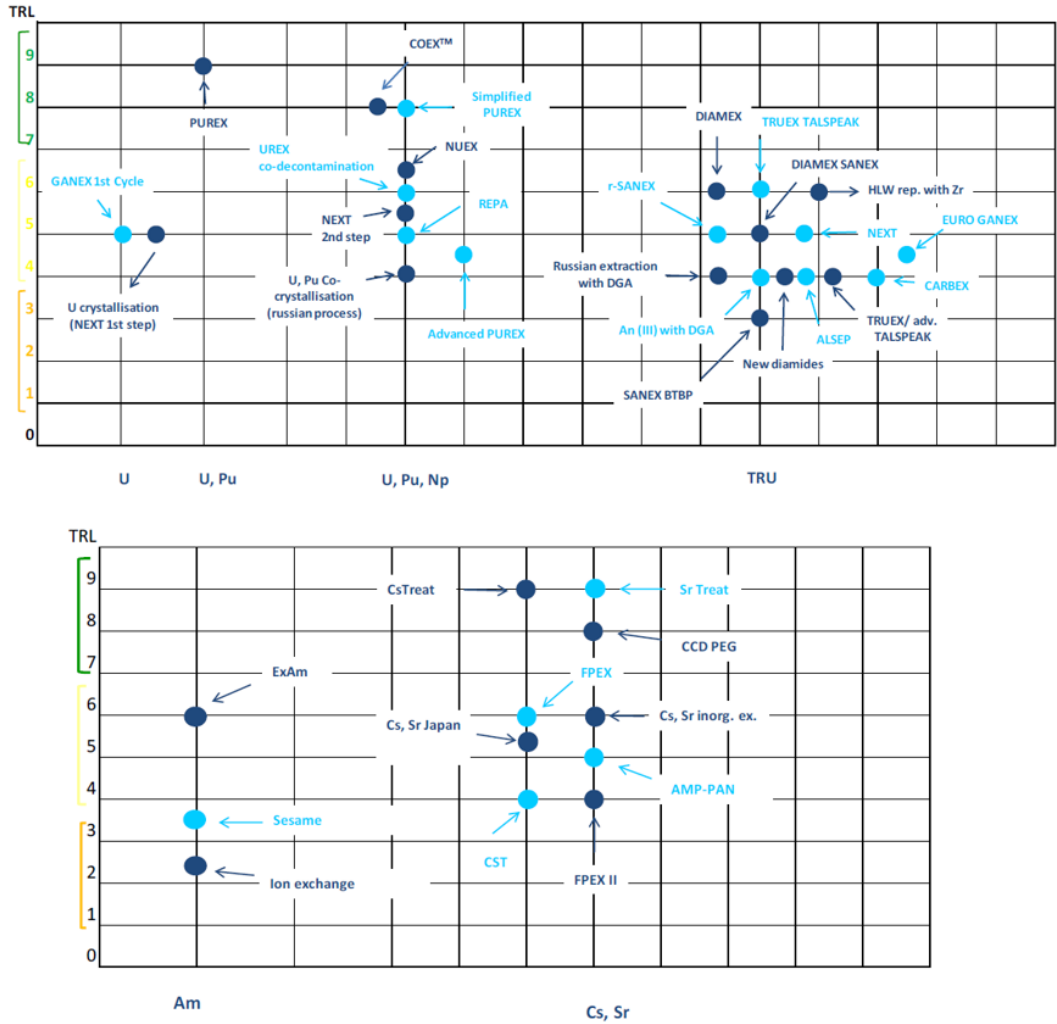 TRL
9
8
7
6
5
4
3
2
1
0
COEX™
PUREX
Simplified
PUREX
UREX
co-decontamination
NUEX
GANEX 1st Cycle
NEXT
2nd step
REPA
U crystallisation
(NEXT 1st step)
U, Pu Co-
crystallisation
(russian process)
Advanced PUREX
DIAMEX
TRUEX TALSPEAK
DIAMEX SANEX
r-SANEX
HLW rep. with Zr
EURO GANEX
NEXT
Russian extraction
with DGA
CARBEX
An (III) with DGA
ALSEP
TRUEX/ adv.
TALSPEAK
New diamides
SANEX BTBP
U
U, Pu
U, Pu, Np
TRU
TRL
9
8
7
6
5
4
3
2
1
0
CsTreat
Sr Treat
CCD PEG
ExAm
FPEX
Cs, Sr Japan
Cs, Sr inorg. ex.
AMP-PAN
Sesame
CST
Ion exchange
FPEX II
Am
Cs, Sr